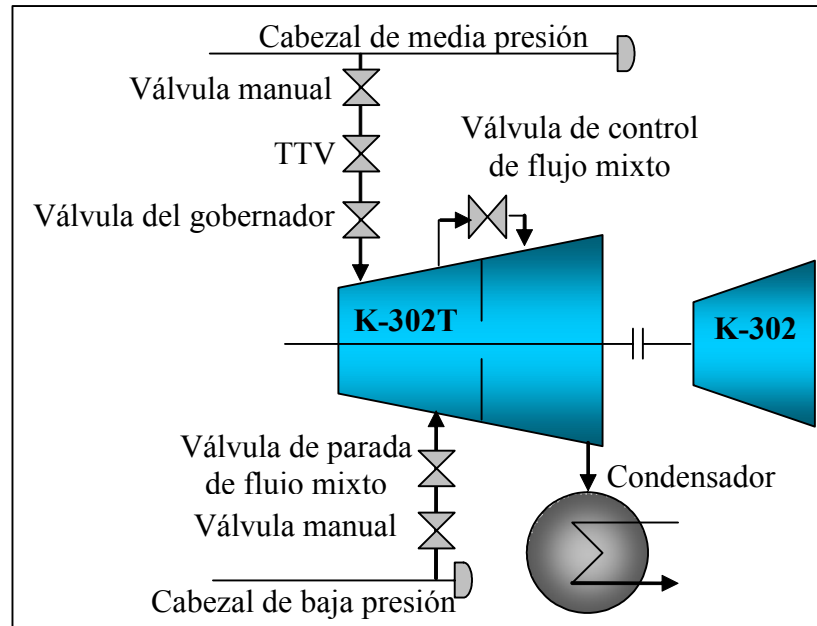 Cabezal de media presión
Válvula manual
TTV
Válvula del gobernador
Válvula de control
de flujo mixto
K-302T
K-302
Válvula de parada
de fluio mixto
Válvula manual
Condensador
Cabezal de baja presión